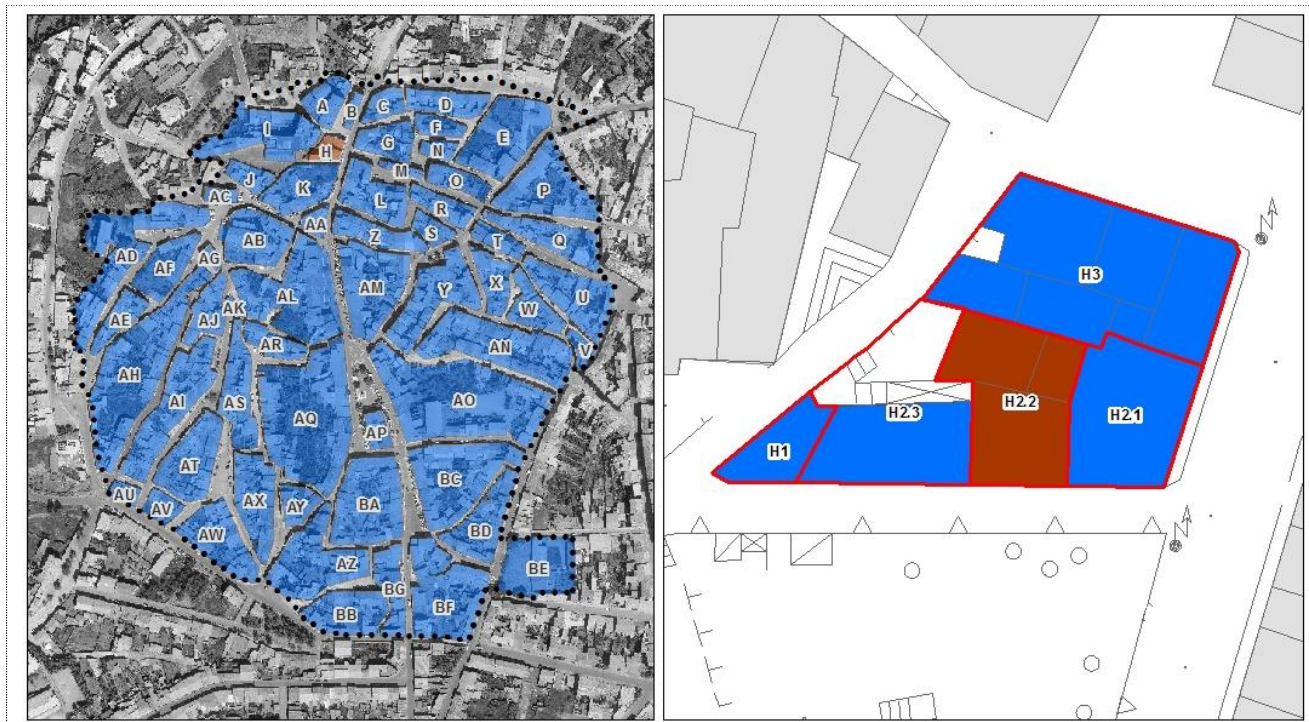 A
B
C
D
I
F
E
H
G
N
M
O
P
J
K
AC
L
R
AA
S
AB
Z
T
Q
AD
AF
AG
AL
AM
Y
X
U
W
AE
AK
AJ
AR
AN
V
AH
AI
AS
AQ
AO
AP
AT
AU
AV
AX
AY
BA
BC
AW
BD
AZ
BE
BG
BB
BF
H3
H2.2
H2.1
H2.3
H1
N
N